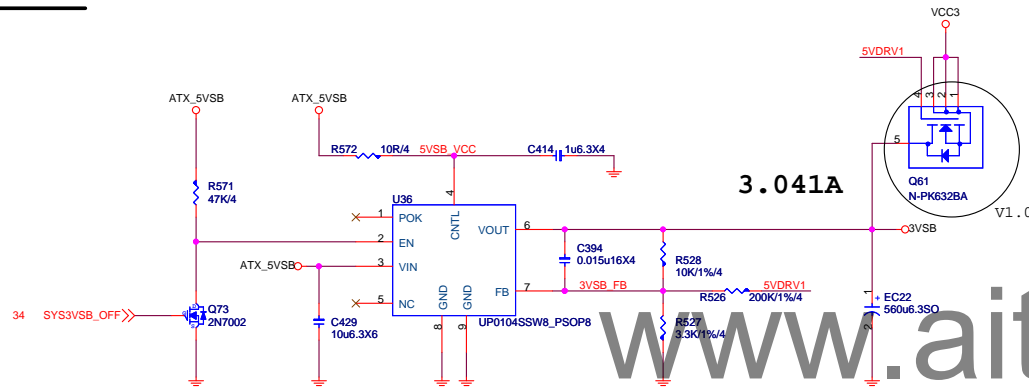 VCC3
5VDRV1
4
3
2
1
ATX_5VSB
ATX_5VSB
R572
10R/4
5VSB_VCC
C414
1u6.3X4
5
Q61
N-PK632BA
R571
47K/4
3.041A
V1.0
4
U36
1
POK
CNTL
VOUT
6
3VSB
2
EN
C394
0.015u16X4
R528
10K/1%/4
ATX_5VSB
3
VIN
3VSB_FB
5VDRV1
5
NC
GND
GND
FB
7
R526
200K/1%/4
1
+
EC22
560u6.3SO
2
34
SYS3VSB_OFF
Q73
2N7002
C429
10u6.3X6
8
9
UP0104SSW8_PSOP8
R527
3.3K/1%/4
www.ait